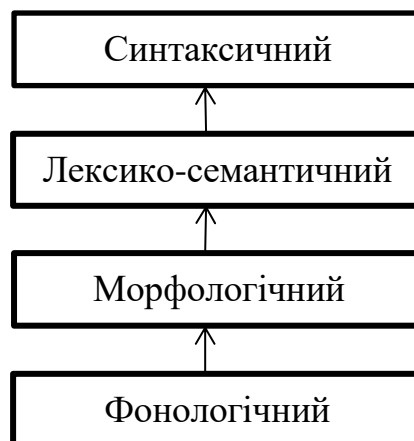 Синтаксичний
Лексико-семантичний
Морфологічний
Фонологічний